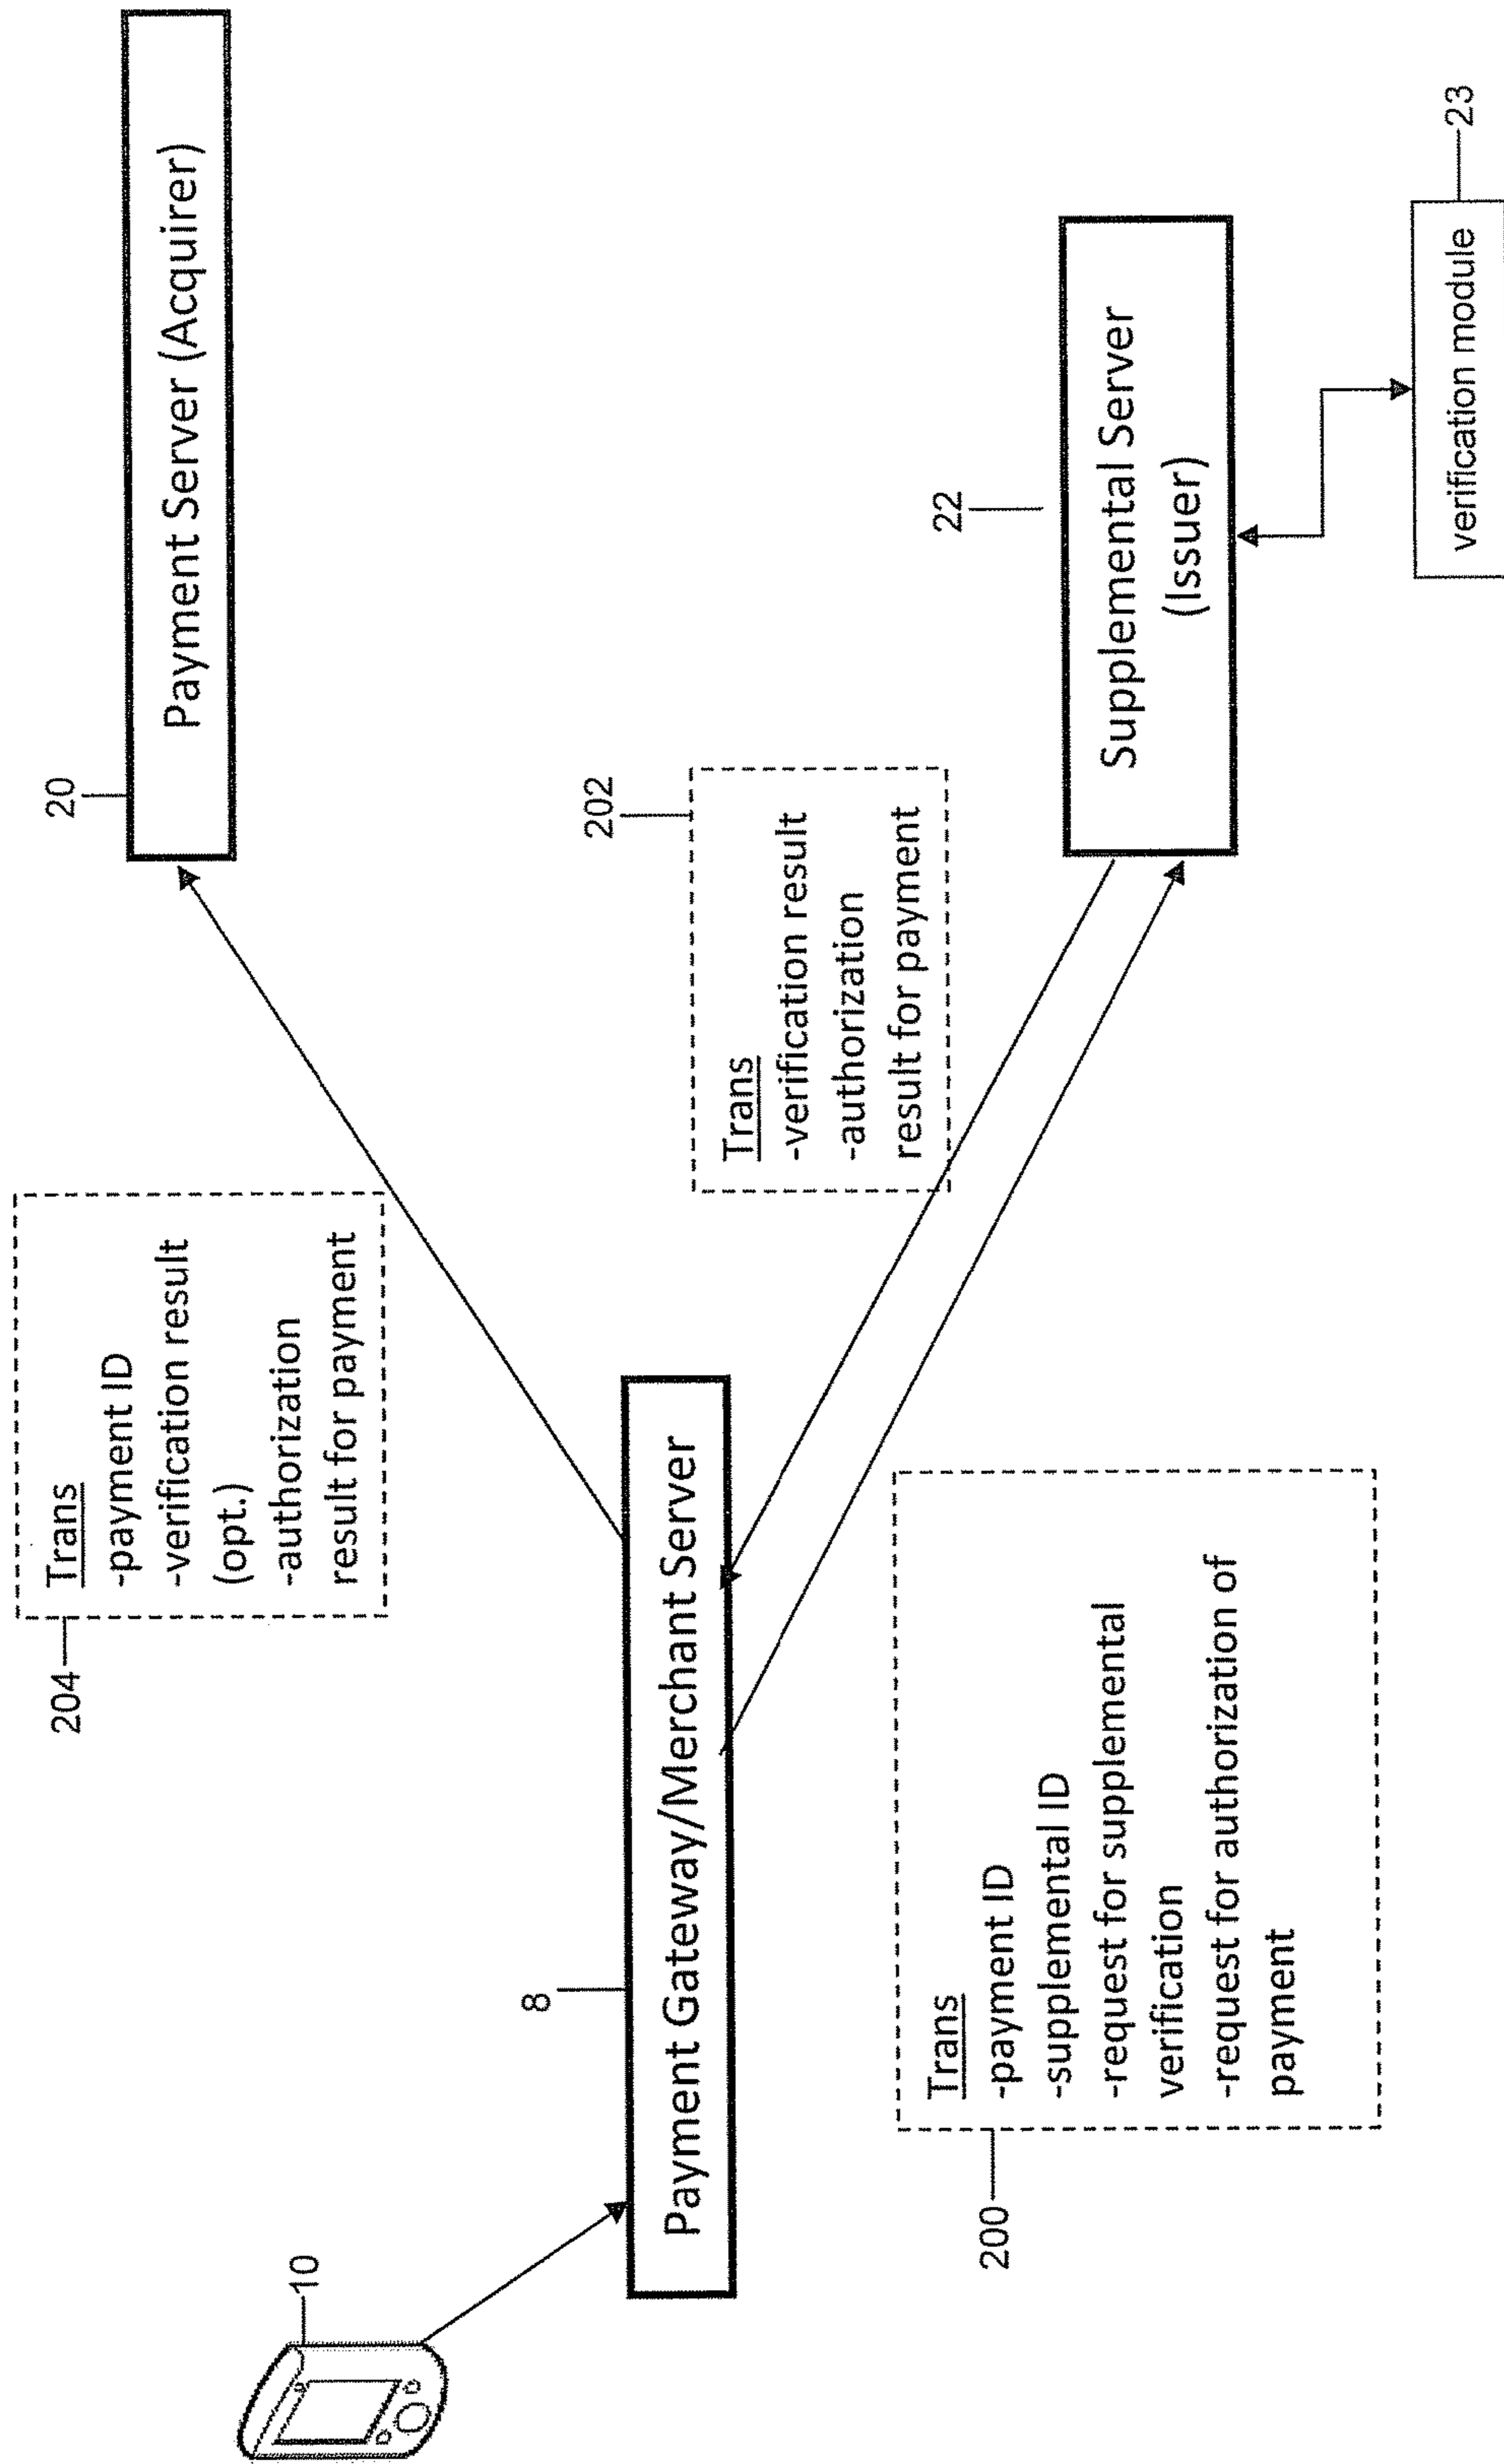 10
8
Payment Gateway/Merchant Server
204
Trans
-payment ID
-verification result
(opt.)
-authorization
result for payment
20
Payment Server (Acquirer)
200
Trans
-payment ID
-supplemental ID
-request for supplemental
verification
-request for authorization of
payment
202
Trans
-verification result
-authorization
result for payment
22
Supplemental Server
(Issuer)
23
verification module